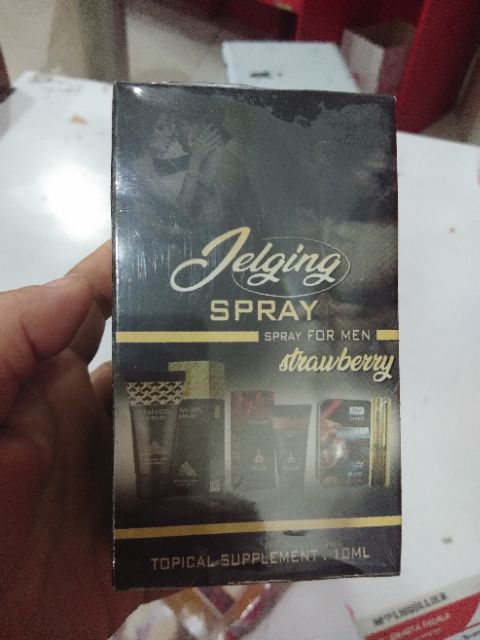 Jelging
SPRAY
SPRAY FOR MEN
strawberry
TOPICAL SUPPLEMENT . 10ML